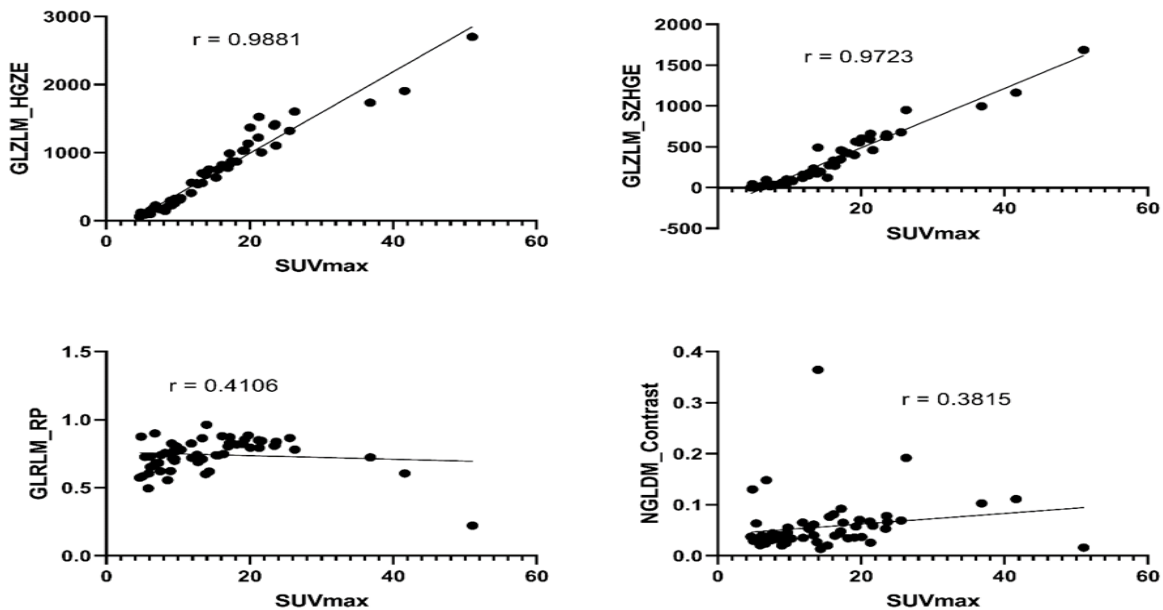 GLZLM_HGZE
3000
2000
1000
0
r = 0.9881
0 20 40 60
SUVmax
GLZLM_SZHGE
2000
1500
1000
500
0
-500
r = 0.9723
20 40 60
SUVmax
GLRLM_RP
1.5
1.0
0.5
0.0
r = 0.4106
0 20 40 60
SUVmax
NGLDM_Contrast
0.4
0.3
0.2
0.1
0.0
r = 0.3815
0 20 40 60
SUVmax